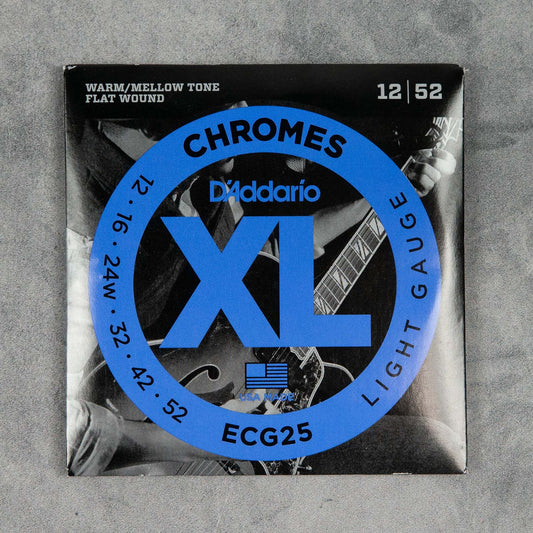 WARM/MELLOW TONE
FLAT WOUND
12 | 52
CHROMES
D'Addario
XL
12 • 16 • 24W • 32 • 42 • 52
LIGHT GAUGE
USA MADE!
ECG25